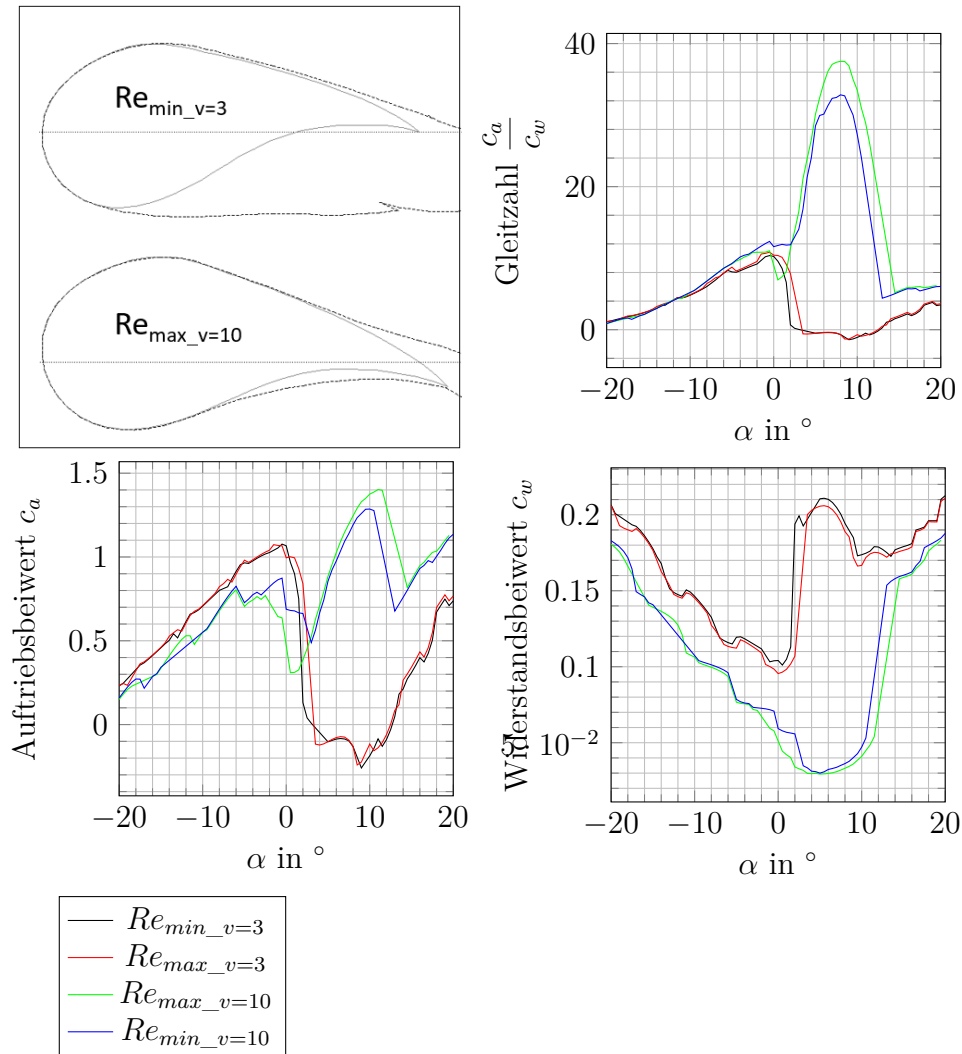 Re_min_v=3
Re_max_v=10
Gleitzahl c_a/c_w
40
20
0
−20 −10 0 10 20
α in °
Auftriebsbeiwert c_a
1.5
1
0.5
0
−20 −10 0 10 20
α in °
Widerstandsbeiwert c_w
0.2
0.15
0.1
5 10^−2
−20 −10 0 10 20
α in °
Re_min_v=3
Re_max_v=3
Re_max_v=10
Re_min_v=10